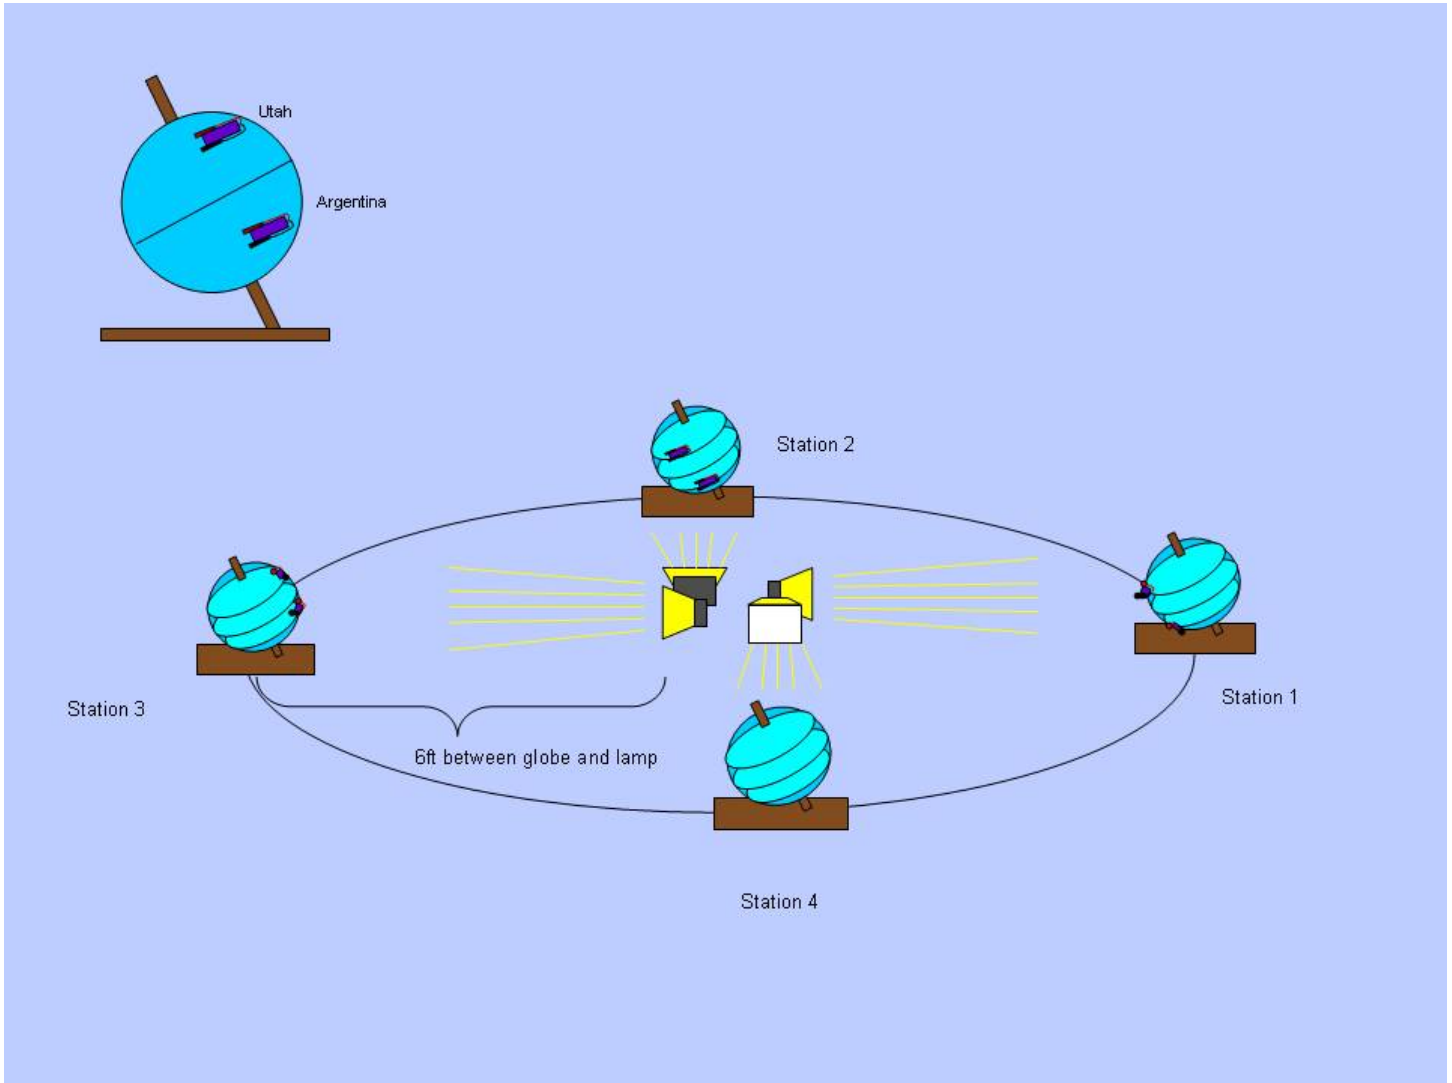 Utah
Argentina
Station 2
Station 1
Station 3
6ft between globe and lamp
Station 4